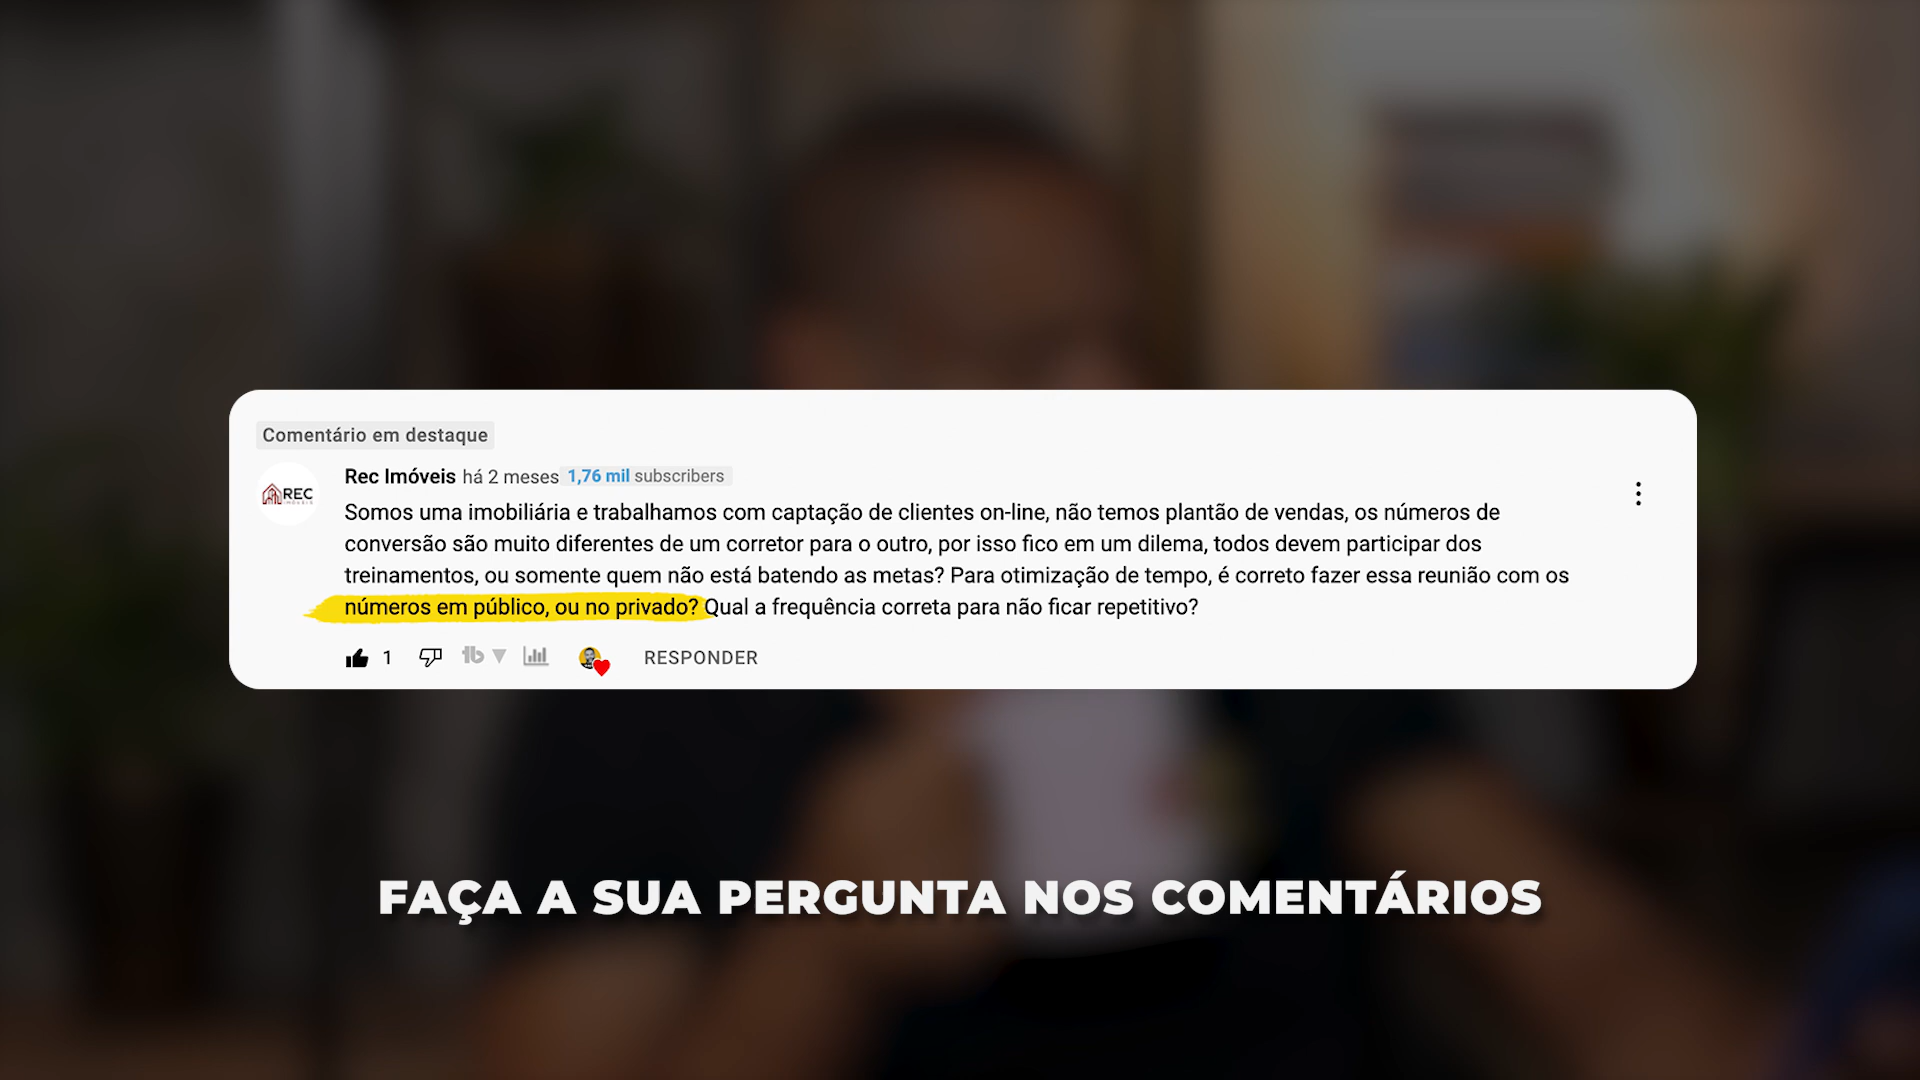 Comentário em destaque
Rec Imóveis há 2 meses 1,76 mil subscribers
REC
Somos uma imobiliária e trabalhamos com captação de clientes on-line, não temos plantão de vendas, os números de
conversão são muito diferentes de um corretor para o outro, por isso fico em um dilema, todos devem participar dos
treinamentos, ou somente quem não está batendo as metas? Para otimização de tempo, é correto fazer essa reunião com os
números em público, ou no privado? Qual a frequência correta para não ficar repetitivo?
1 tb RESPONDER
FAÇA A SUA PERGUNTA NOS COMENTÁRIOS